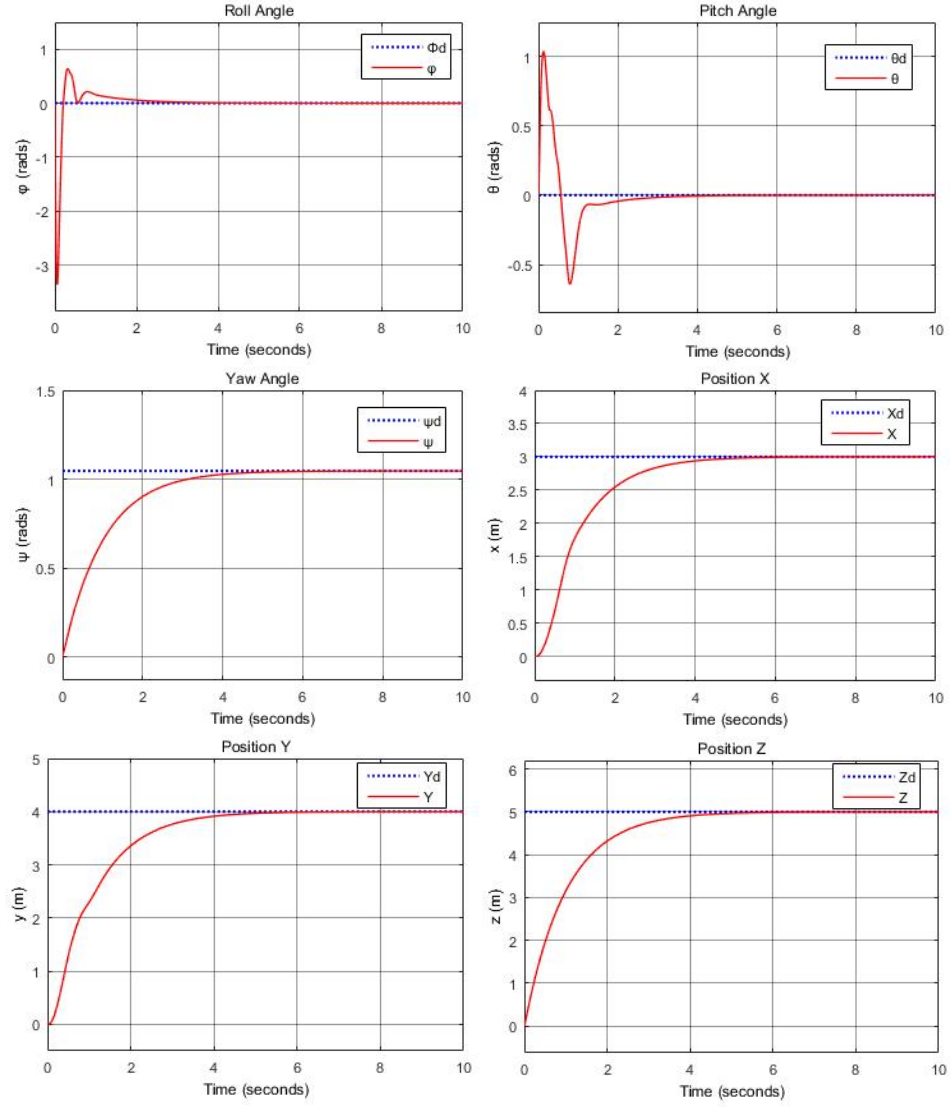 Roll Angle
Φd
φ
1
0
-1
-2
-3
φ (rads)
0 2 4 6 8 10
Time (seconds)
Pitch Angle
θd
θ
1
0.5
0
-0.5
θ (rads)
0 2 4 6 8 10
Time (seconds)
Yaw Angle
ψd
ψ
1.5
1
0.5
0
ψ (rads)
0 2 4 6 8 10
Time (seconds)
Position X
Xd
X
4
3.5
3
2.5
2
1.5
1
0.5
0
x (m)
0 2 4 6 8 10
Time (seconds)
Position Y
Yd
Y
5
4
3
2
1
0
y (m)
0 2 4 6 8 10
Time (seconds)
Position Z
Zd
Z
6
5
4
3
2
1
0
z (m)
0 2 4 6 8 10
Time (seconds)